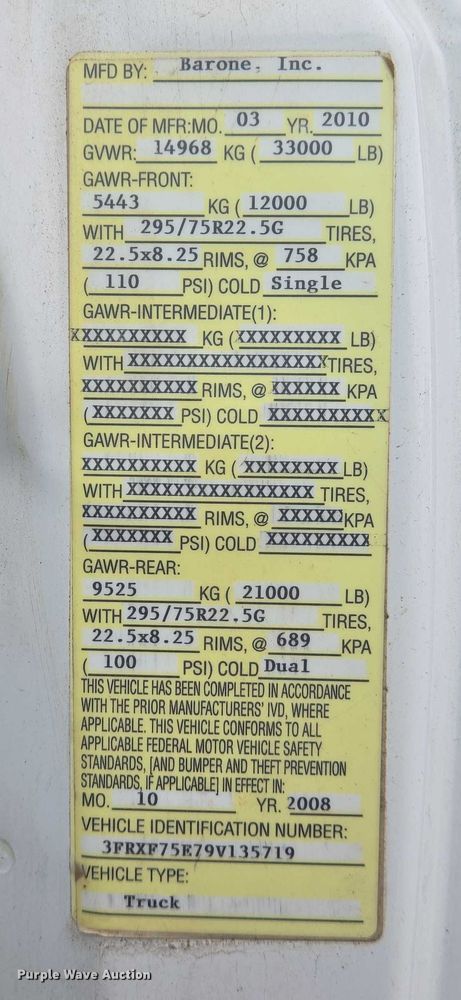 MFD BY: Barone, Inc.
DATE OF MFR:MO. 03 YR. 2010
GVWR: 14968 KG ( 33000 LB)
GAWR-FRONT:
5443 KG ( 12000 LB)
WITH 295/75R22.5G TIRES,
22.5x8.25 RIMS, @ 758 KPA
( 110 PSI) COLD Single
GAWR-INTERMEDIATE(1):
XXXXXXXXXX KG (XXXXXXXXX LB)
WITH XXXXXXXXXXXXXXXXX TIRES,
XXXXXXXXXX RIMS, @ XXXXXX KPA
( XXXXXXX PSI) COLD XXXXXXXXXX
GAWR-INTERMEDIATE(2):
XXXXXXXXXX KG ( XXXXXXXX LB)
WITH XXXXXXXXXXXXXXXX TIRES,
XXXXXXXXXX RIMS, @ XXXXX KPA
(XXXXXXX PSI) COLD XXXXXXXXX
GAWR-REAR:
9525 KG ( 21000 LB)
WITH 295/75R22.5G TIRES,
22.5x8.25 RIMS, @ 689 KPA
( 100 PSI) COLD Dual
THIS VEHICLE HAS BEEN COMPLETED IN ACCORDANCE
WITH THE PRIOR MANUFACTURERS' IVD, WHERE
APPLICABLE. THIS VEHICLE CONFORMS TO ALL
APPLICABLE FEDERAL MOTOR VEHICLE SAFETY
STANDARDS, [AND BUMPER AND THEFT PREVENTION
STANDARDS, IF APPLICABLE] IN EFFECT IN:
MO. 10 YR. 2008
VEHICLE IDENTIFICATION NUMBER:
3FRXF75E79V135719
VEHICLE TYPE:
Truck
Purple Wave Auction